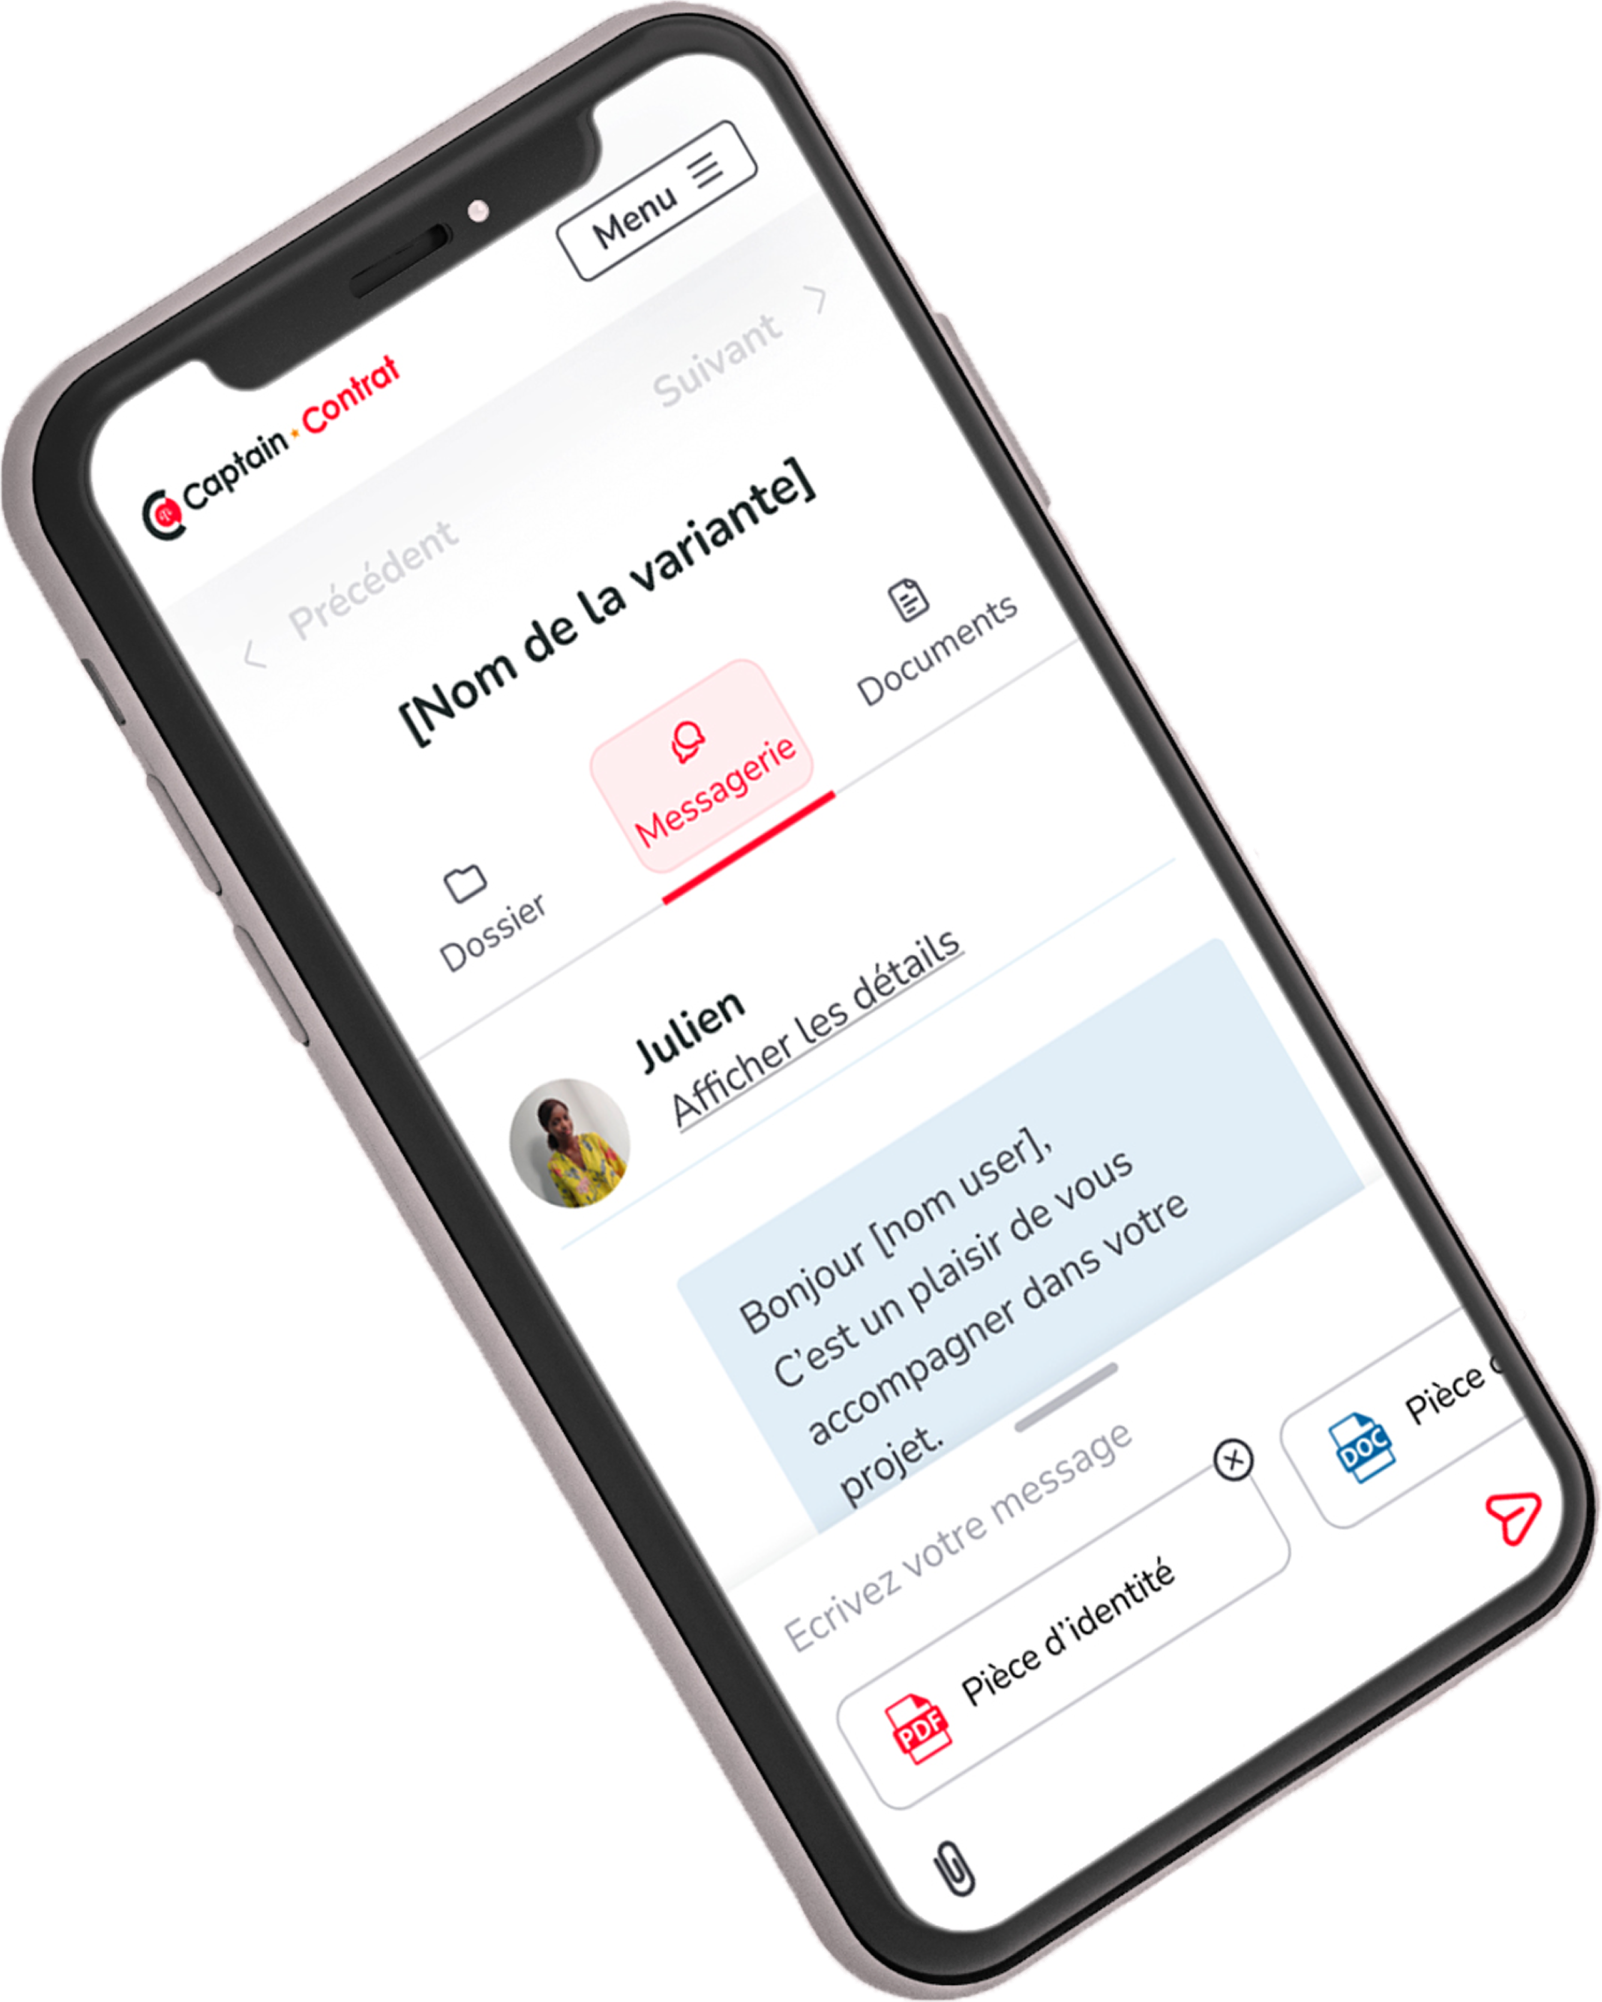 Captain Contrat
Menu
Précédent
Suivant
[Nom de la variante]
Dossier
Messagerie
Documents
Julien
Afficher les détails
Bonjour [nom user],
C'est un plaisir de vous
accompagner dans votre
projet.
Ecrivez votre message
PDF
Pièce d'identité
DOC
Pièce